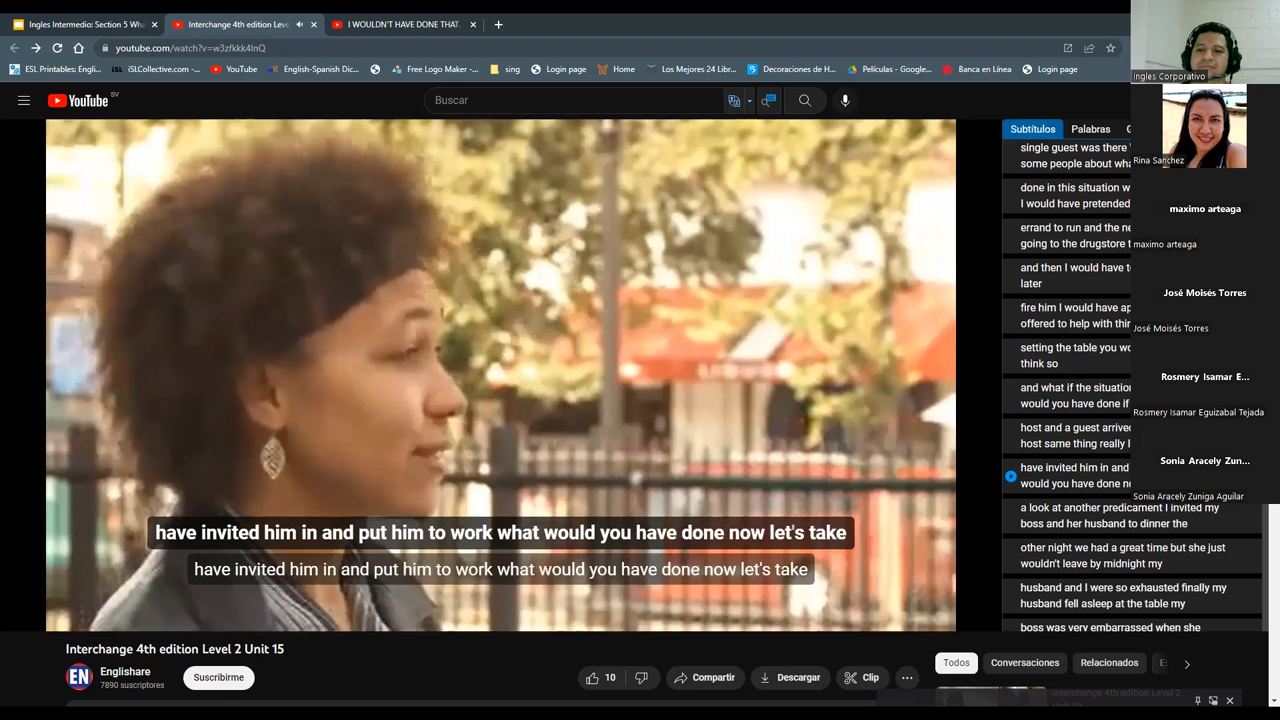 Ingles Intermedio: Section 5 Wha
Interchange 4th edition Leve
I WOULDN'T HAVE DONE THAT.
youtube.com/watch?v=w3zfkkk4lnQ
ESL Printables: Engli...
iSL
iSLCollective.com -...
YouTube
English-Spanish Dic...
Free Logo Maker -...
sing
Login page
Home
Los Mejores 24 Libr...
Decoraciones de H...
Películas - Google...
Banca en Línea
Login page
YouTube
SV
Buscar
Subtítulos
Palabras
G
single guest was there
some people about wha
done in this situation w
I would have pretended
errand to run and the ne
going to the drugstore t
and then I would have t
later
fire him I would have ap
offered to help with thin
setting the table you wo
think so
and what if the situation
would you have done if
host and a guest arrived
host same thing really I
have invited him in and
would you have done no
a look at another predicament I invited my
boss and her husband to dinner the
other night we had a great time but she just
wouldn't leave by midnight my
husband and I were so exhausted finally my
husband fell asleep at the table my
boss was very embarrassed when she
have invited him in and put him to work what would you have done now let's take
have invited him in and put him to work what would you have done now let's take
Interchange 4th edition Level 2 Unit 15
EN
Englishare
7890 suscriptores
Suscribirme
10
Compartir
Descargar
Clip
Todos
Conversaciones
Relacionados
Interchange 4th edition Level 2
Ingles Corporativo
Rina Sanchez
maximo arteaga
maximo arteaga
José Moisés Torres
José Moisés Torres
Rosmery Isamar E...
Rosmery Isamar Eguizabal Tejada
Sonia Aracely Zun...
Sonia Aracely Zuniga Aguilar